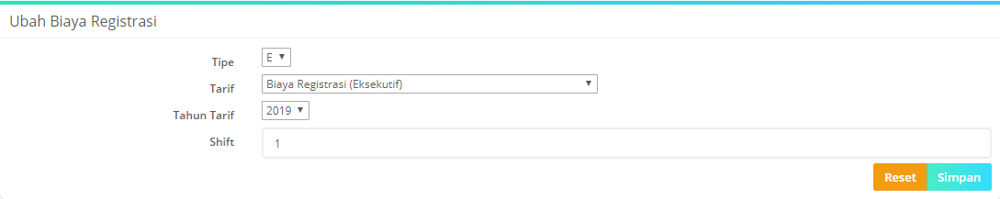 Ubah Biaya Registrasi
Tipe E
Tarif Biaya Registrasi (Eksekutif)
Tahun Tarif 2019
Shift 1
Reset Simpan